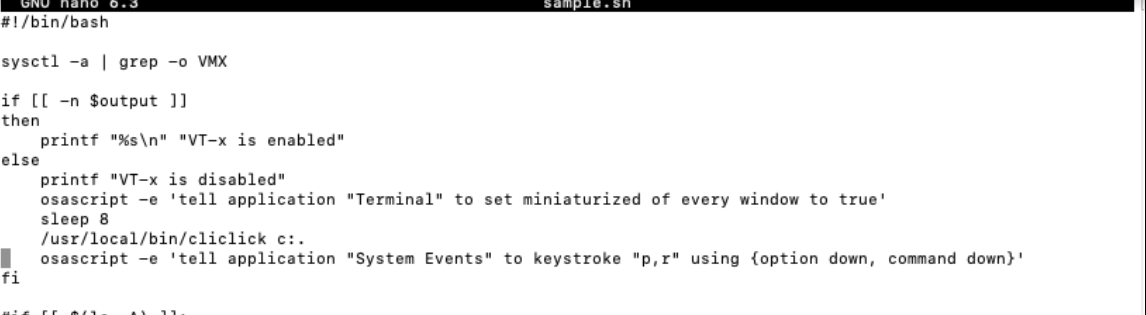 GNU nano 6.3 sample.sh
#!/bin/bash
sysctl -a | grep -o VMX
if [[ -n $output ]]
then
    printf "%s\n" "VT-x is enabled"
else
    printf "VT-x is disabled"
    osascript -e 'tell application "Terminal" to set miniaturized of every window to true'
    sleep 8
    /usr/local/bin/cliclick c:.
    osascript -e 'tell application "System Events" to keystroke "p,r" using {option down, command down}'
fi